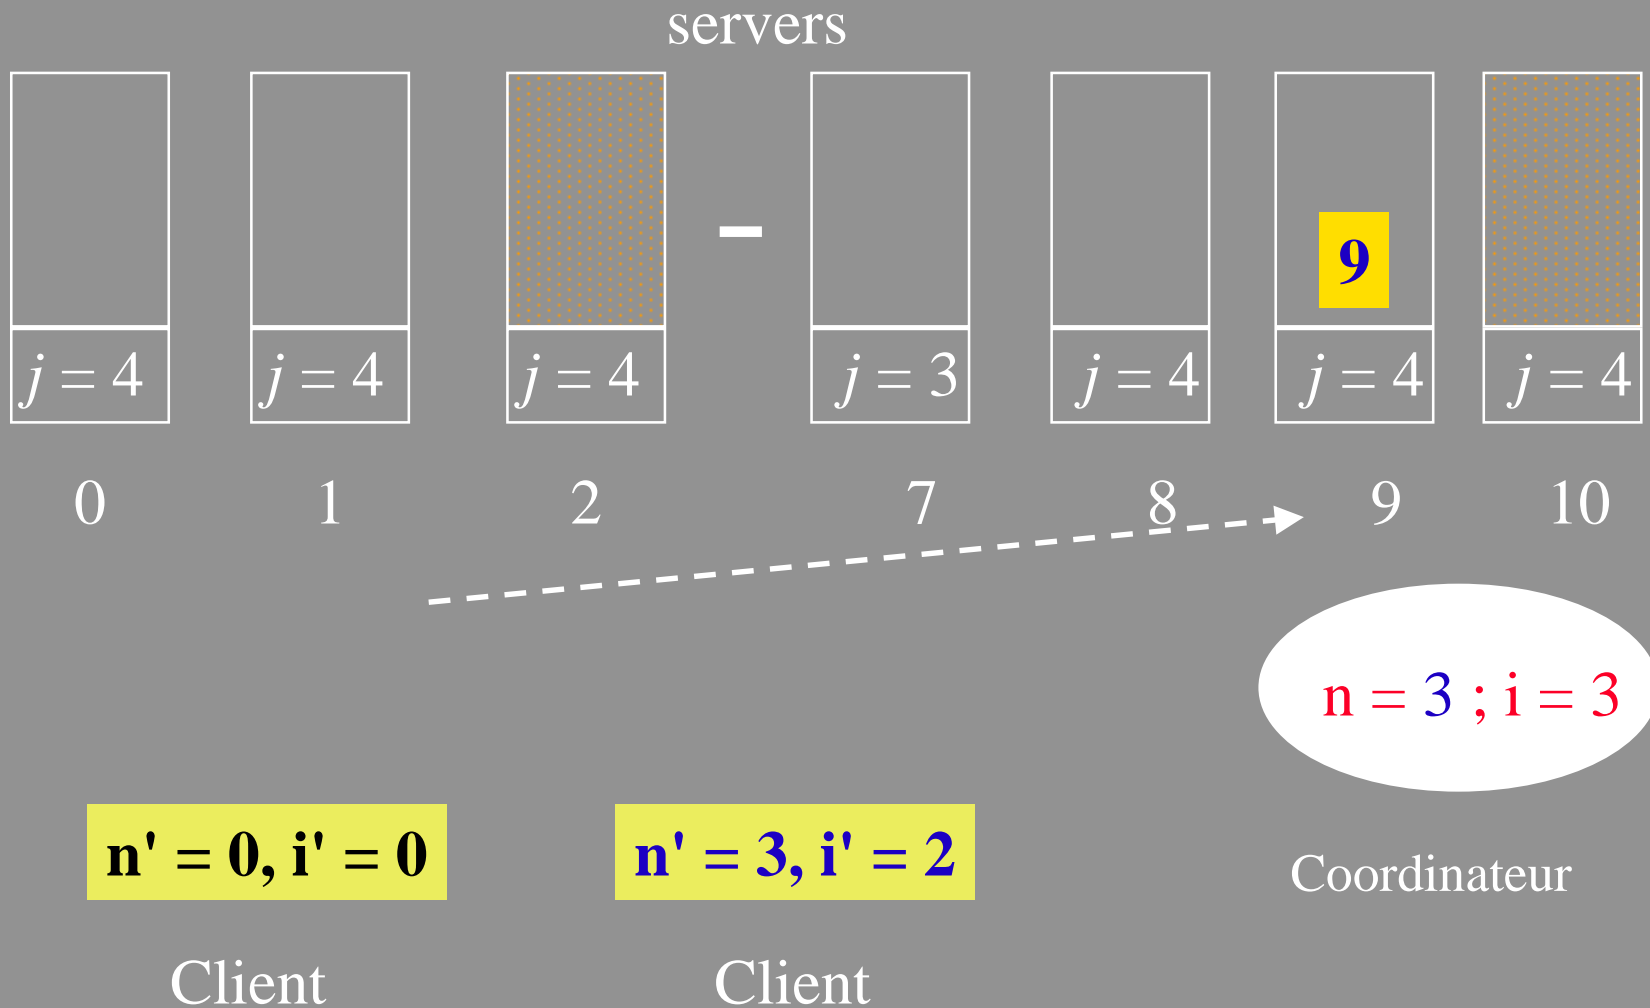 servers
9
j = 4 j = 4 j = 4 - j = 3 j = 4 j = 4 j = 4
0 1 2 7 8 9 10
n = 3 ; i = 3
n' = 0, i' = 0 n' = 3, i' = 2
Coordinateur
Client Client